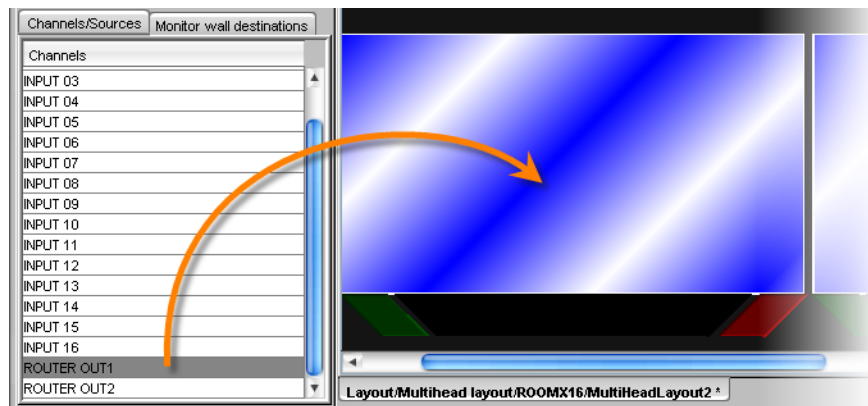 Channels/Sources Monitor wall destinations
Channels
INPUT 03
INPUT 04
INPUT 05
INPUT 06
INPUT 07
INPUT 08
INPUT 09
INPUT 10
INPUT 11
INPUT 12
INPUT 13
INPUT 14
INPUT 15
INPUT 16
ROUTER OUT1
ROUTER OUT2
Layout/Multihead layout/ROOMX16/MultiHeadLayout2 *